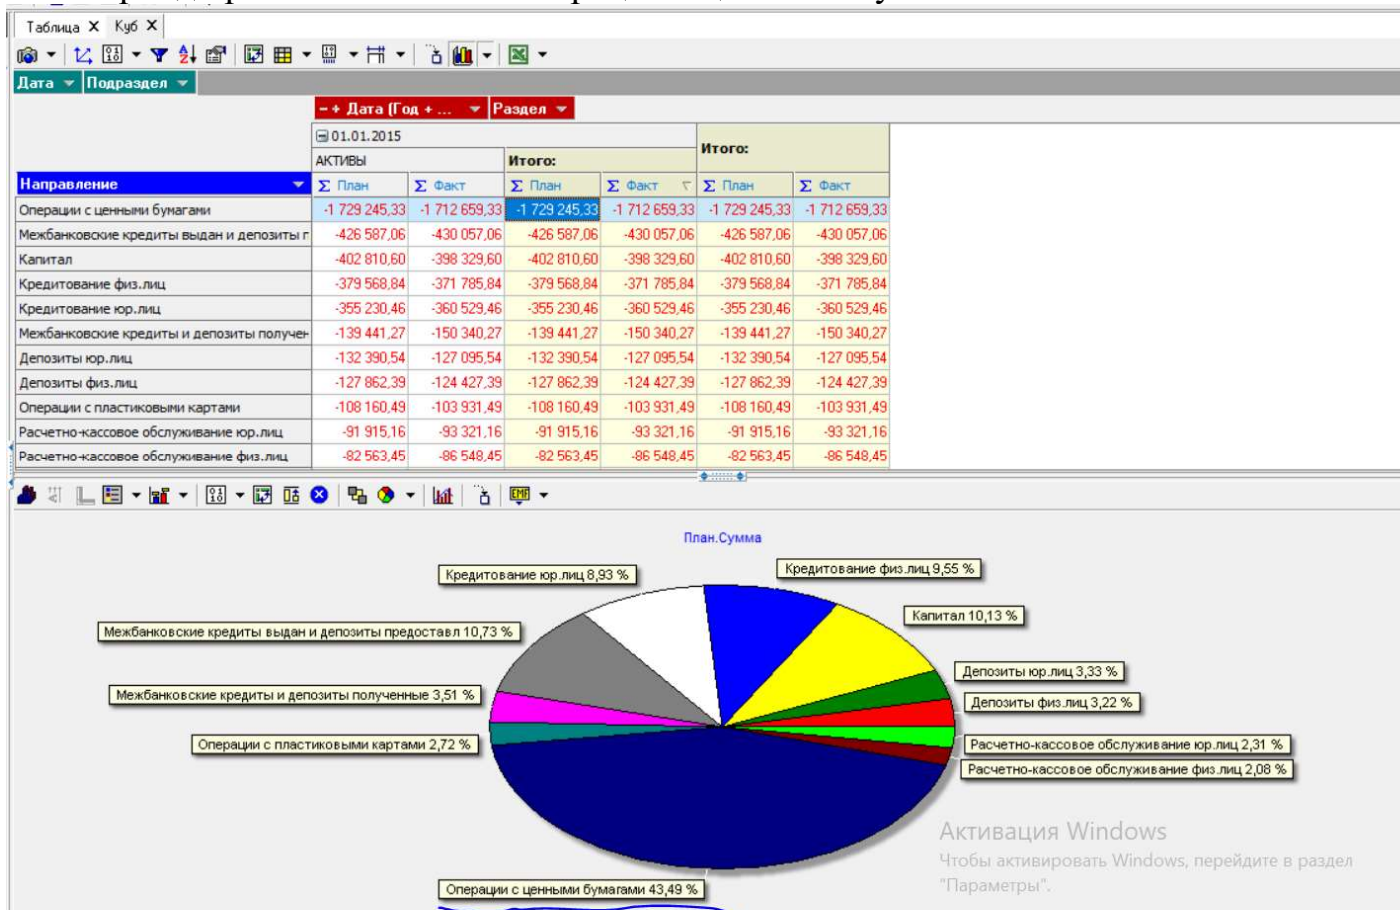 Таблица X Куб X
Дата Подраздел
−+ Дата (Год + ... Раздел
01.01.2015 Итого:
АКТИВЫ Итого:
Направление Σ План Σ Факт Σ План Σ Факт Σ План Σ Факт
Операции с ценными бумагами -1 729 245,33 -1 712 659,33 -1 729 245,33 -1 712 659,33 -1 729 245,33 -1 712 659,33
Межбанковские кредиты выдан и депозиты г -426 587,06 -430 057,06 -426 587,06 -430 057,06 -426 587,06 -430 057,06
Капитал -402 810,60 -398 329,60 -402 810,60 -398 329,60 -402 810,60 -398 329,60
Кредитование физ.лиц -379 568,84 -371 785,84 -379 568,84 -371 785,84 -379 568,84 -371 785,84
Кредитование юр.лиц -355 230,46 -360 529,46 -355 230,46 -360 529,46 -355 230,46 -360 529,46
Межбанковские кредиты и депозиты получен -139 441,27 -150 340,27 -139 441,27 -150 340,27 -139 441,27 -150 340,27
Депозиты юр.лиц -132 390,54 -127 095,54 -132 390,54 -127 095,54 -132 390,54 -127 095,54
Депозиты физ.лиц -127 862,39 -124 427,39 -127 862,39 -124 427,39 -127 862,39 -124 427,39
Операции с пластиковыми картами -108 160,49 -103 931,49 -108 160,49 -103 931,49 -108 160,49 -103 931,49
Расчетно-кассовое обслуживание юр.лиц -91 915,16 -93 321,16 -91 915,16 -93 321,16 -91 915,16 -93 321,16
Расчетно-кассовое обслуживание физ.лиц -82 563,45 -86 548,45 -82 563,45 -86 548,45 -82 563,45 -86 548,45
EMF
План.Сумма
Кредитование юр.лиц 8,93 %
Кредитование физ.лиц 9,55 %
Капитал 10,13 %
Межбанковские кредиты выдан и депозиты предоставл 10,73 %
Депозиты юр.лиц 3,33 %
Межбанковские кредиты и депозиты полученные 3,51 %
Депозиты физ.лиц 3,22 %
Операции с пластиковыми картами 2,72 %
Расчетно-кассовое обслуживание юр.лиц 2,31 %
Расчетно-кассовое обслуживание физ.лиц 2,08 %
Активация Windows
Чтобы активировать Windows, перейдите в раздел
"Параметры".
Операции с ценными бумагами 43,49 %